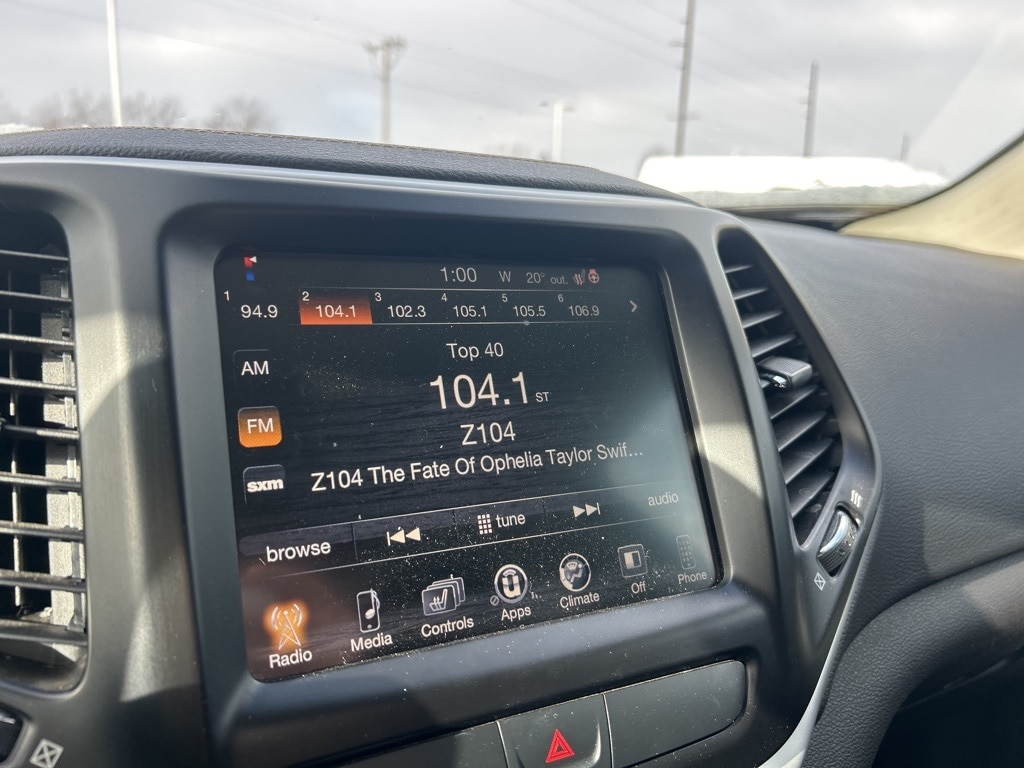 1:00 W 20° out.
1 94.9 2 104.1 3 102.3 4 105.1 5 105.5 6 106.9
AM
FM
sxm
Top 40
104.1 ST
Z104
Z104 The Fate Of Ophelia Taylor Swif...
browse tune audio
Radio Media Controls Apps Climate Off Phone